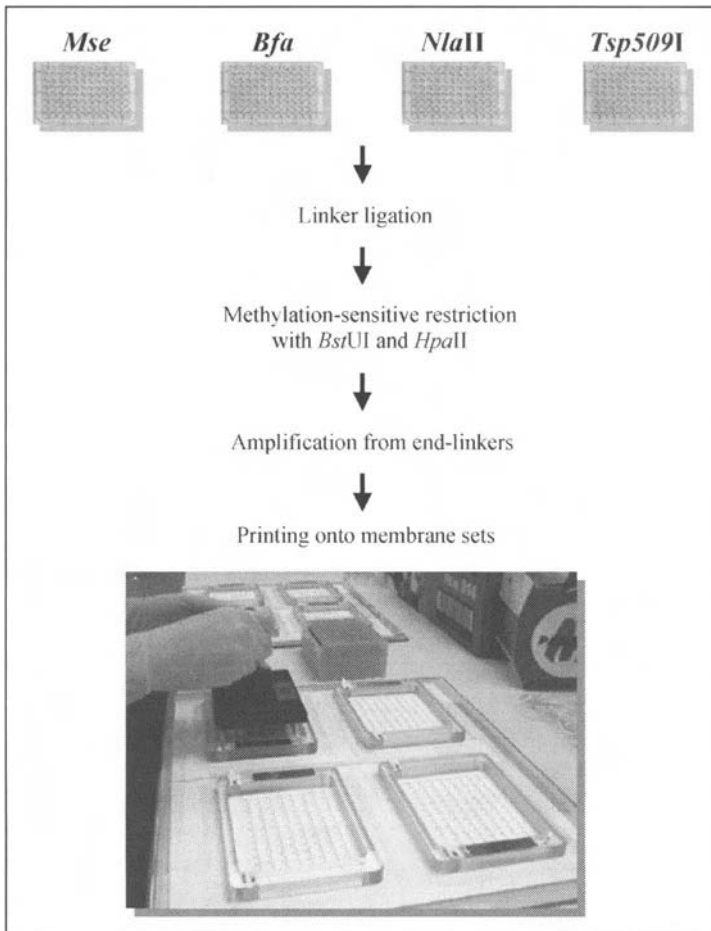 Mse Bfa NlaII Tsp509I
Linker ligation
Methylation-sensitive restriction
with BstUI and HpaII
Amplification from end-linkers
Printing onto membrane sets